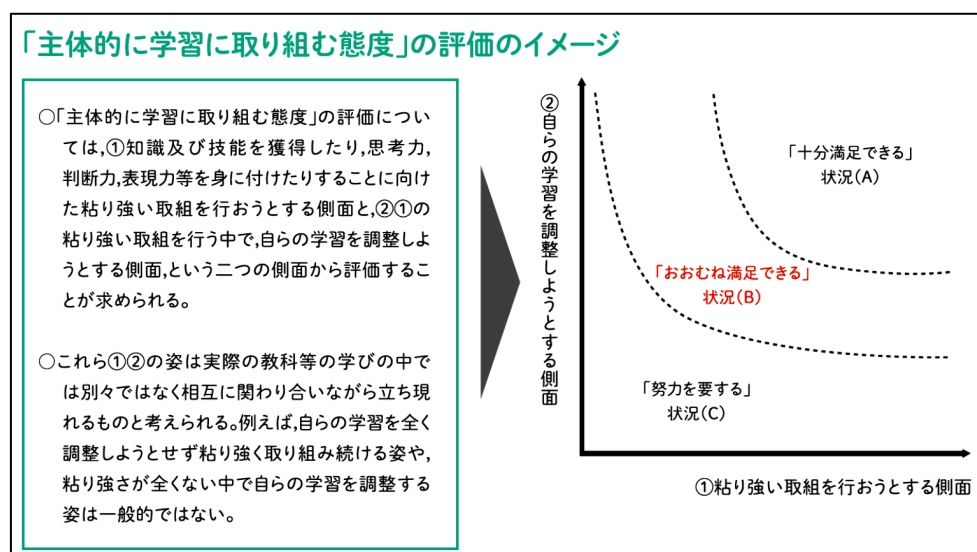 「主体的に学習に取り組む態度」の評価のイメージ
○「主体的に学習に取り組む態度」の評価につい
ては,①知識及び技能を獲得したり,思考力,
判断力,表現力等を身に付けたりすることに向け
た粘り強い取組を行おうとする側面と,②①の
粘り強い取組を行う中で,自らの学習を調整しよ
うとする側面,という二つの側面から評価するこ
とが求められる。
○これら①②の姿は実際の教科等の学びの中で
は別々ではなく相互に関わり合いながら立ち現
れるものと考えられる。例えば,自らの学習を全く
調整しようとせず粘り強く取り組み続ける姿や,
粘り強さが全くない中で自らの学習を調整する
姿は一般的ではない。
②自らの学習を調整しようとする側面
「十分満足できる」
状況(A)
「おおむね満足できる」
状況(B)
「努力を要する」
状況(C)
①粘り強い取組を行おうとする側面